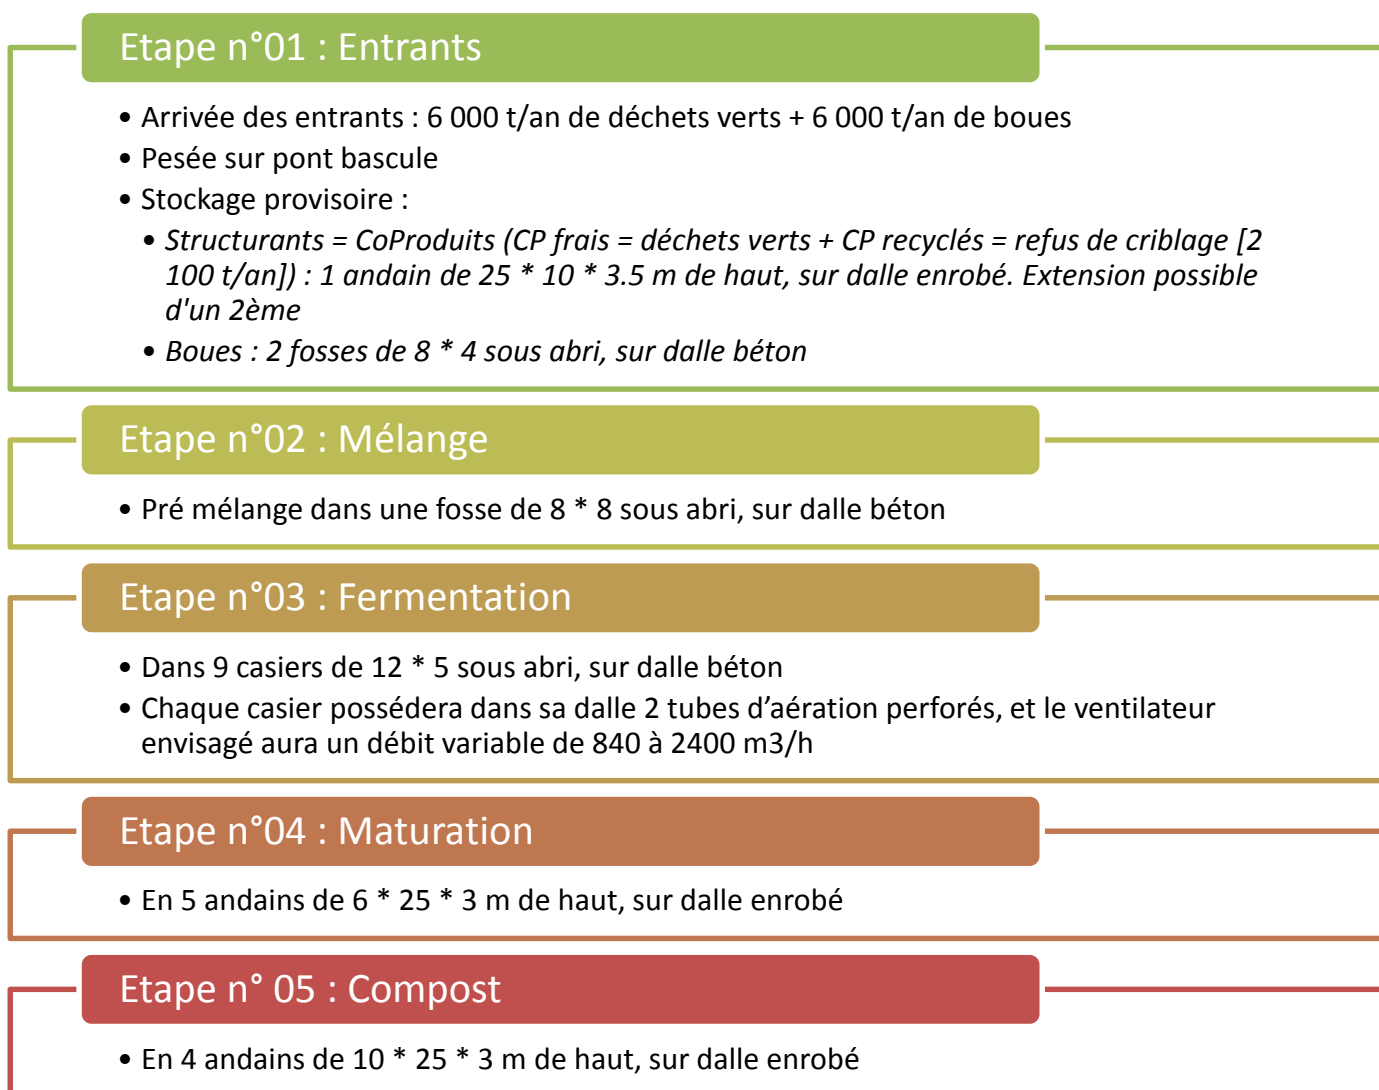 Etape n°01 : Entrants
• Arrivée des entrants : 6 000 t/an de déchets verts + 6 000 t/an de boues
• Pesée sur pont bascule
• Stockage provisoire :
• Structurants = CoProduits (CP frais = déchets verts + CP recyclés = refus de criblage [2
100 t/an]) : 1 andain de 25 * 10 * 3.5 m de haut, sur dalle enrobé. Extension possible
d'un 2ème
• Boues : 2 fosses de 8 * 4 sous abri, sur dalle béton
Etape n°02 : Mélange
• Pré mélange dans une fosse de 8 * 8 sous abri, sur dalle béton
Etape n°03 : Fermentation
• Dans 9 casiers de 12 * 5 sous abri, sur dalle béton
• Chaque casier possédera dans sa dalle 2 tubes d’aération perforés, et le ventilateur
envisagé aura un débit variable de 840 à 2400 m3/h
Etape n°04 : Maturation
• En 5 andains de 6 * 25 * 3 m de haut, sur dalle enrobé
Etape n° 05 : Compost
• En 4 andains de 10 * 25 * 3 m de haut, sur dalle enrobé